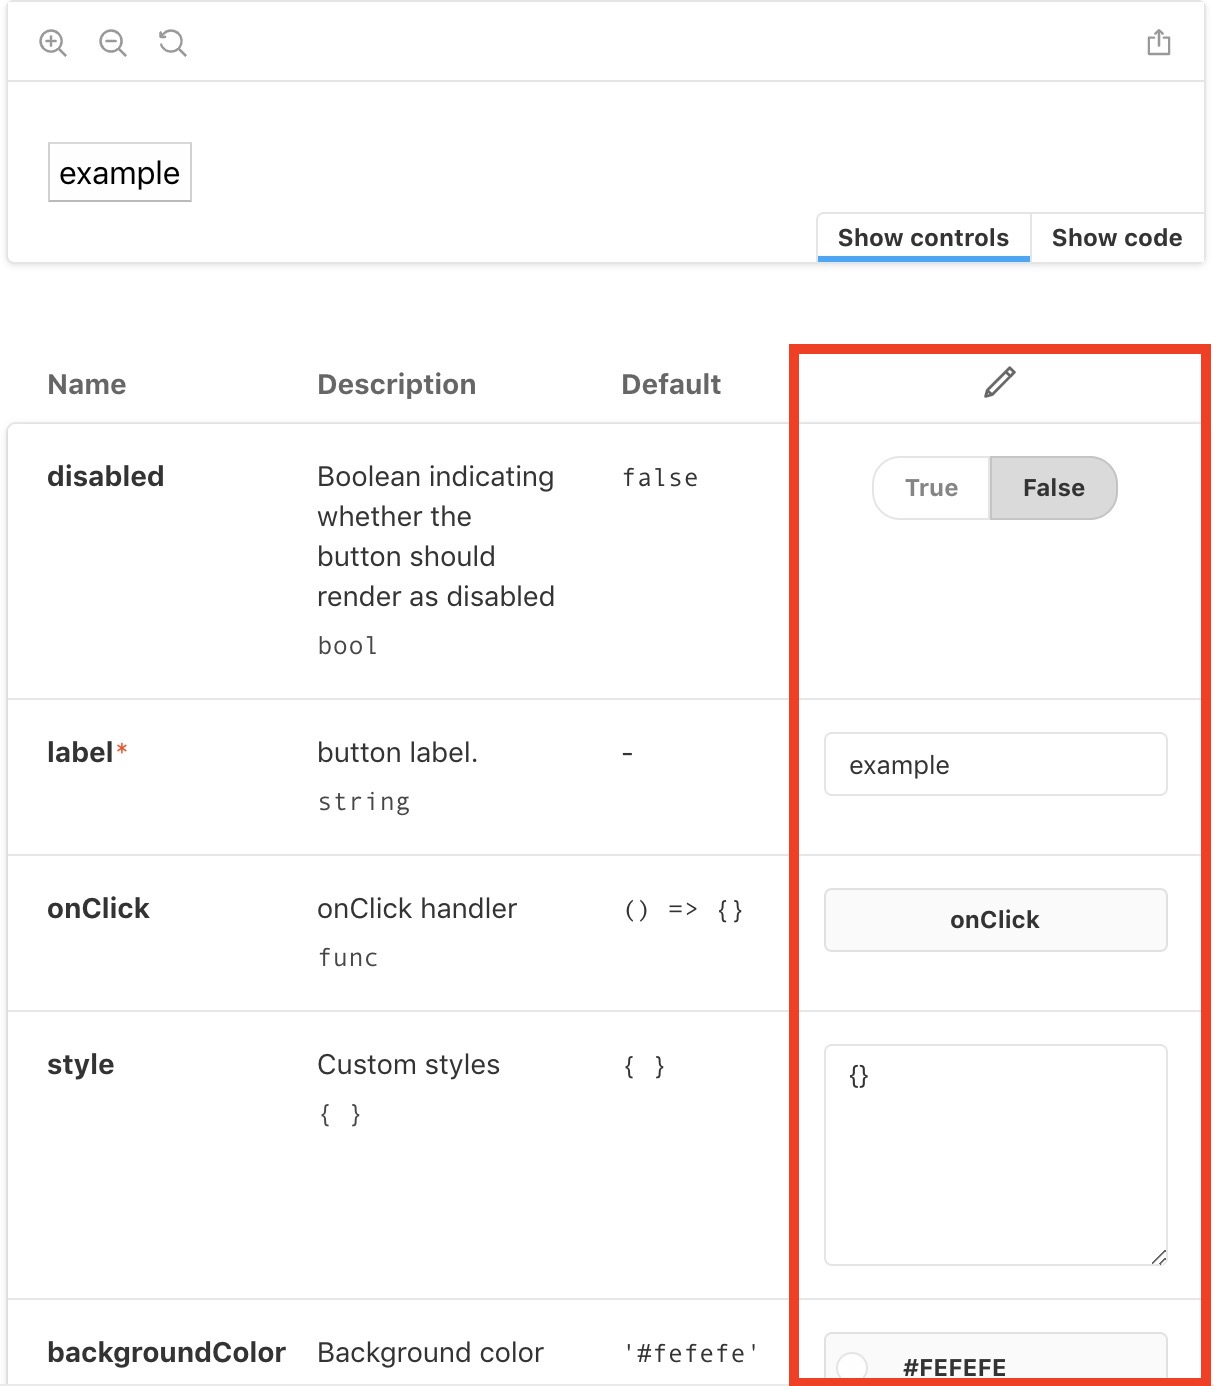 example
Show controls
Show code
Name
Description
Default
disabled
Boolean indicating
whether the
button should
render as disabled
bool
false
True
False
label*
button label.
string
-
example
onClick
onClick handler
func
() => {}
onClick
style
Custom styles
{ }
{ }
{}
backgroundColor
Background color
'#fefefe'
#FEFEFE